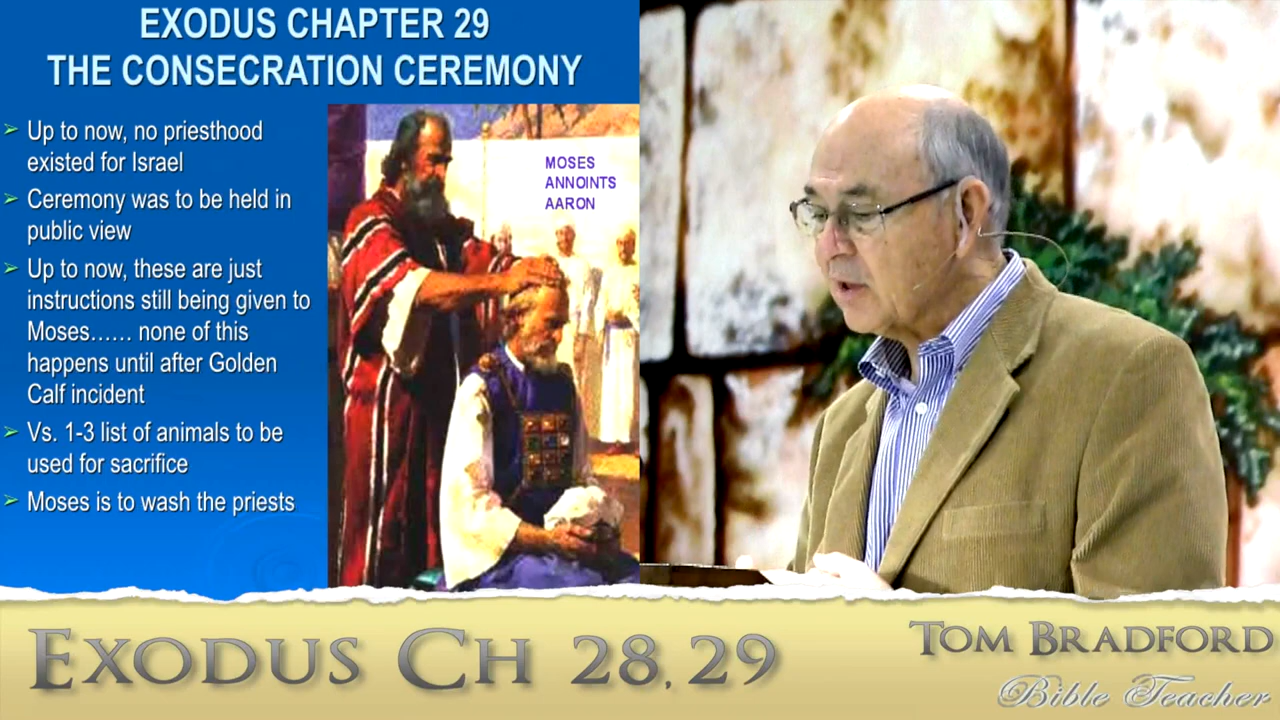 EXODUS CHAPTER 29
THE CONSECRATION CEREMONY
➢ Up to now, no priesthood
existed for Israel
➢ Ceremony was to be held in
public view
➢ Up to now, these are just
instructions still being given to
Moses…… none of this
happens until after Golden
Calf incident
➢ Vs. 1-3 list of animals to be
used for sacrifice
➢ Moses is to wash the priests
MOSES
ANNOINTS
AARON
EXODUS CH 28, 29
TOM BRADFORD
Bible Teacher